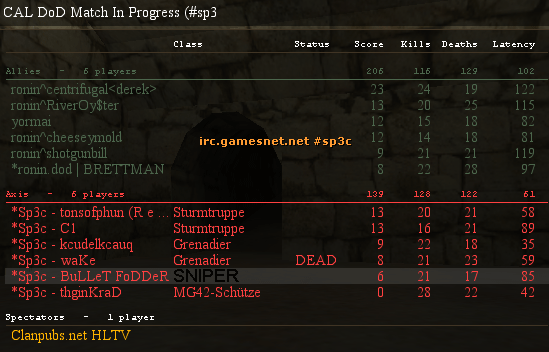 CAL DoD Match In Progress (#sp3
Class Status Score Kills Deaths Latency
Allies - 6 players 206 116 129 102
ronin^centrifugal<derek> 23 24 19 122
ronin^RiverOy$ter 13 20 25 115
yormai 12 15 18 82
ronin^cheeseymold 12 14 18 81
irc.gamesnet.net #sp3c
ronin^shotgunbill 9 21 21 119
*ronin.dod | BRETTMAN 8 22 28 97
Axis - 6 players 139 128 122 61
*Sp3c - tonsofphun (R e ... Sturmtruppe 13 20 21 58
*Sp3c - C1 Sturmtruppe 13 16 21 89
*Sp3c - kcudelkcauq Grenadier 9 22 18 35
*Sp3c - waKe Grenadier DEAD 8 21 23 59
*Sp3c - BuLLeT FoDDeR SNIPER 6 21 17 85
*Sp3c - thginKraD MG42-Schütze 0 28 22 42
Spectators - 1 player
Clanpubs.net HLTV